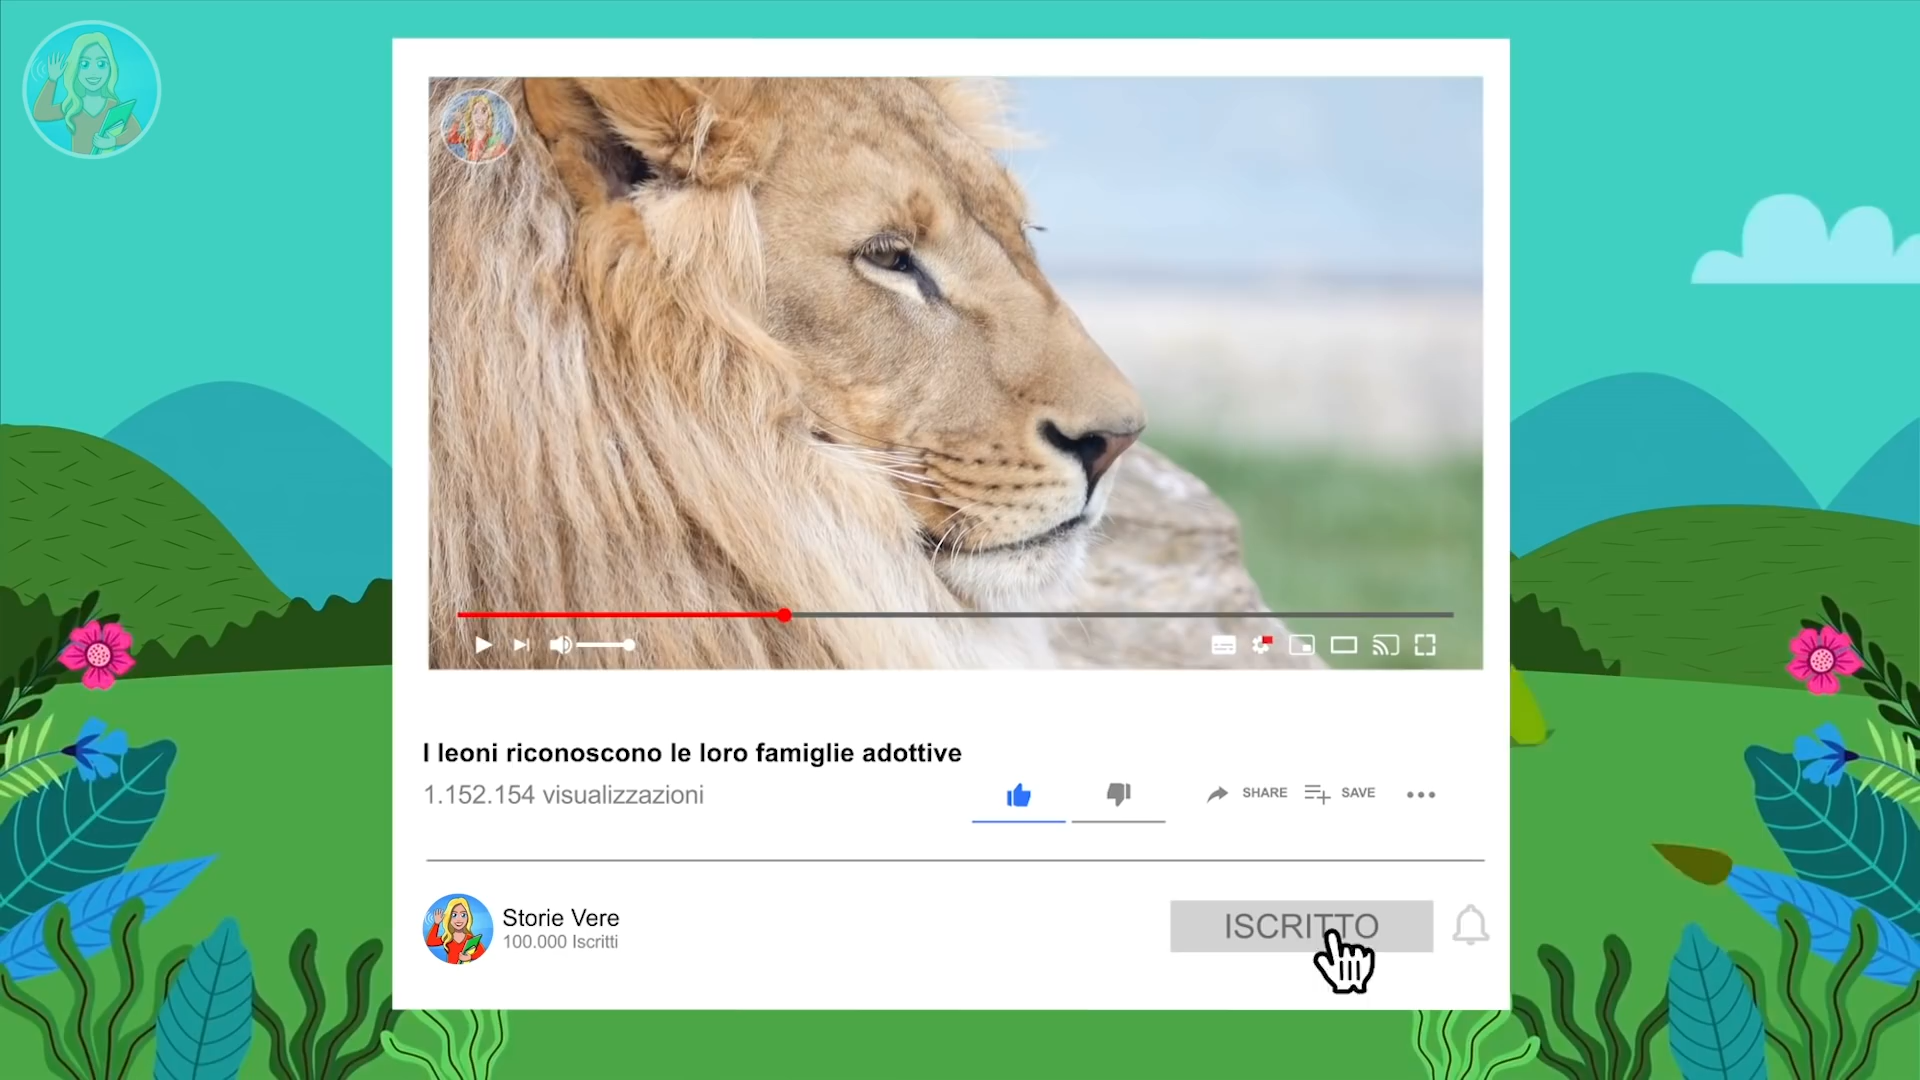 I leoni riconoscono le loro famiglie adottive
1.152.154 visualizzazioni
SHARE
SAVE
Storie Vere
100.000 Iscritti
ISCRITTO